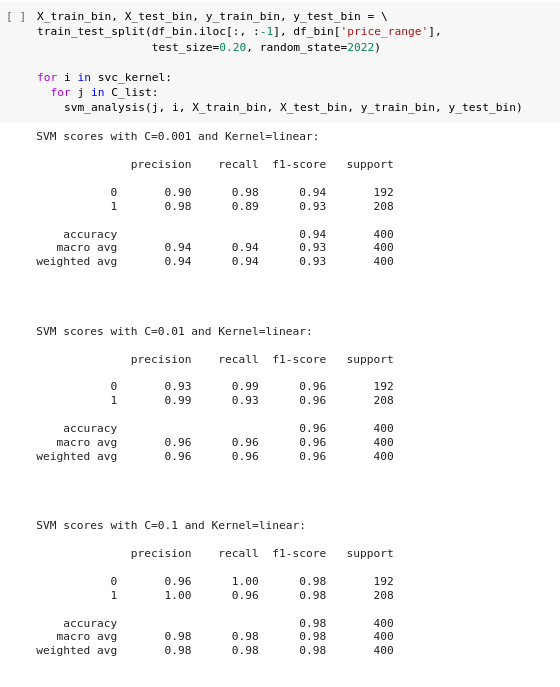 [ ] X_train_bin, X_test_bin, y_train_bin, y_test_bin = \
train_test_split(df_bin.iloc[:, :-1], df_bin['price_range'],
test_size=0.20, random_state=2022)
for i in svc_kernel:
for j in C_list:
svm_analysis(j, i, X_train_bin, X_test_bin, y_train_bin, y_test_bin)
SVM scores with C=0.001 and Kernel=linear:
precision recall f1-score support
0 0.90 0.98 0.94 192
1 0.98 0.89 0.93 208
accuracy 0.94 400
macro avg 0.94 0.94 0.93 400
weighted avg 0.94 0.94 0.93 400
SVM scores with C=0.01 and Kernel=linear:
precision recall f1-score support
0 0.93 0.99 0.96 192
1 0.99 0.93 0.96 208
accuracy 0.96 400
macro avg 0.96 0.96 0.96 400
weighted avg 0.96 0.96 0.96 400
SVM scores with C=0.1 and Kernel=linear:
precision recall f1-score support
0 0.96 1.00 0.98 192
1 1.00 0.96 0.98 208
accuracy 0.98 400
macro avg 0.98 0.98 0.98 400
weighted avg 0.98 0.98 0.98 400